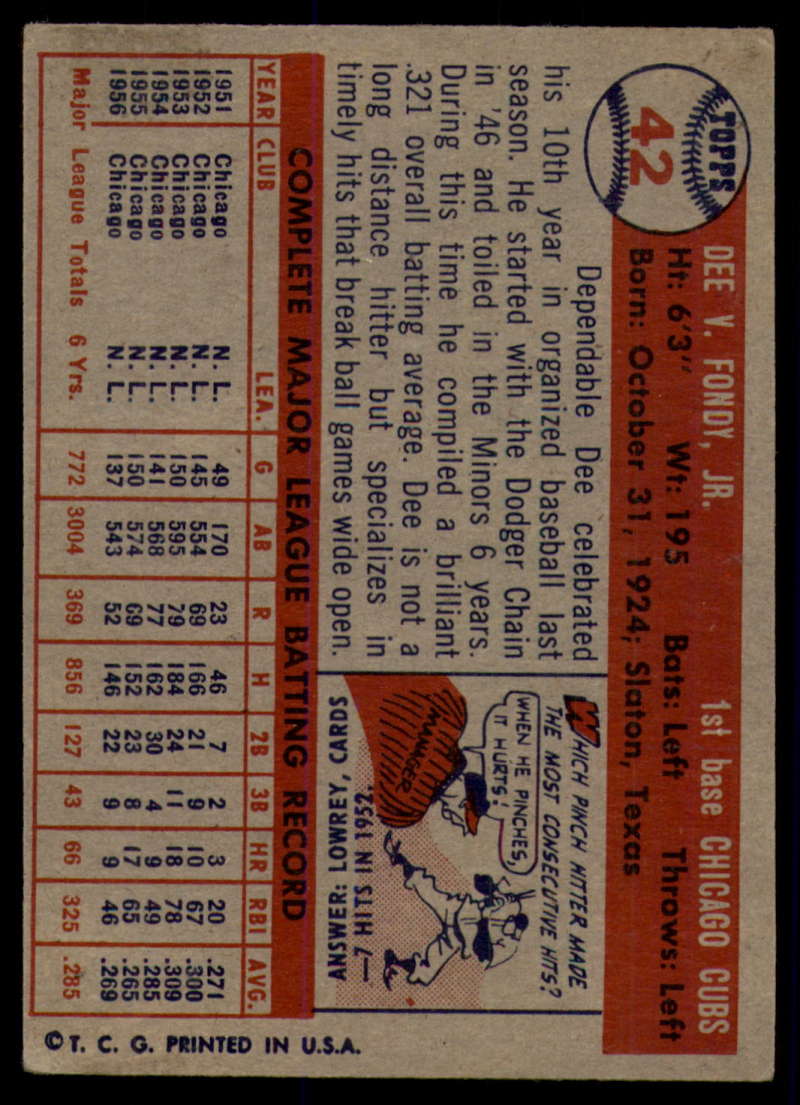 TOPPS
42
DEE V. FONDY, JR. 1st base CHICAGO CUBS
Ht: 6'3" Wt: 195 Bats: Left Throws: Left
Born: October 31, 1924; Slaton, Texas
Dependable Dee celebrated
his 10th year in organized baseball last
season. He started with the Dodger Chain
in '46 and toiled in the Minors 6 years.
During this time he compiled a brilliant
.321 overall batting average. Dee is not a
long distance hitter but specializes in
timely hits that break ball games wide open.
WHICH PINCH HITTER MADE
THE MOST CONSECUTIVE HITS?
WHEN HE PINCHES,
IT HURTS!
MANAGER
ANSWER: LOWREY, CARDS
—7 HITS IN 1952.
COMPLETE MAJOR LEAGUE BATTING RECORD
YEAR CLUB LEA. G AB R H 2B 3B HR RBI AVG.
1951 Chicago N. L. 49 170 23 46 7 2 3 20 .271
1952 Chicago N. L. 145 554 69 166 21 9 10 67 .300
1953 Chicago N. L. 150 595 79 184 24 11 18 78 .309
1954 Chicago N. L. 141 568 77 162 30 4 9 49 .285
1955 Chicago N. L. 150 574 69 152 23 8 17 65 .265
1956 Chicago N. L. 137 543 52 146 22 9 9 46 .269
Major League Totals 6 Yrs. 772 3004 369 856 127 43 66 325 .285
© T. C. G. PRINTED IN U.S.A.